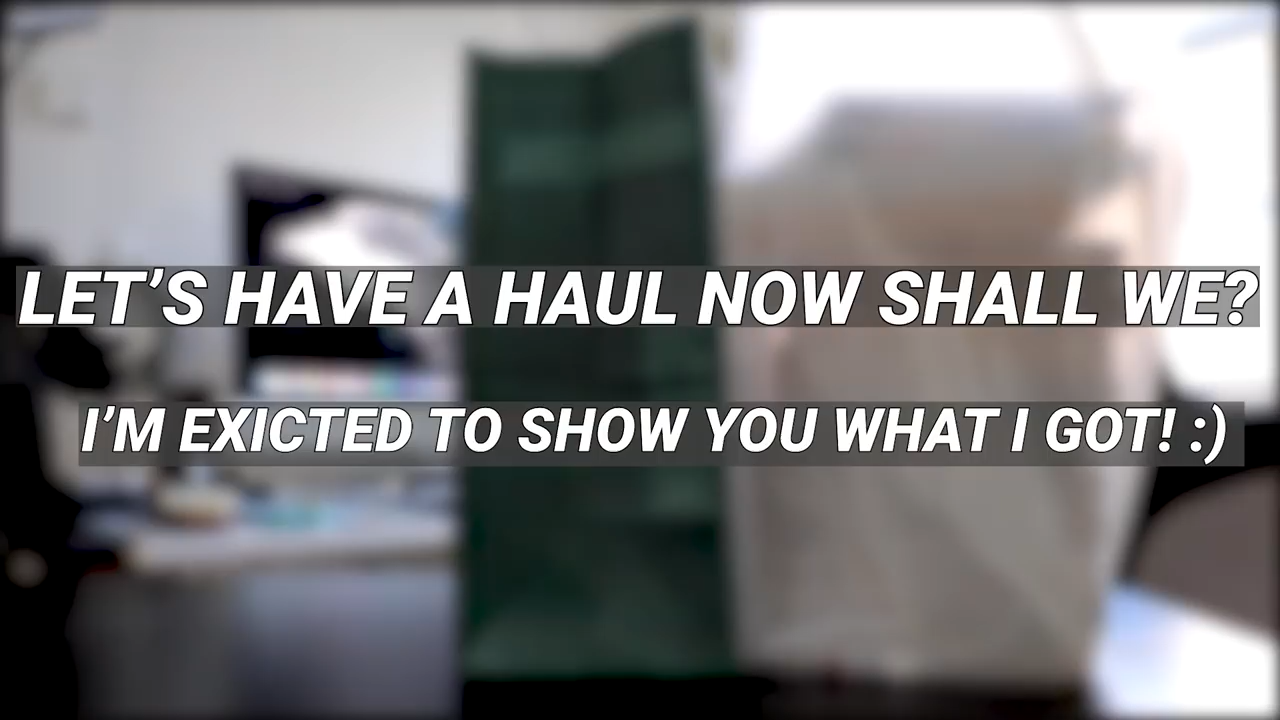 LET’S HAVE A HAUL NOW SHALL WE?
I’M EXICTED TO SHOW YOU WHAT I GOT! :)